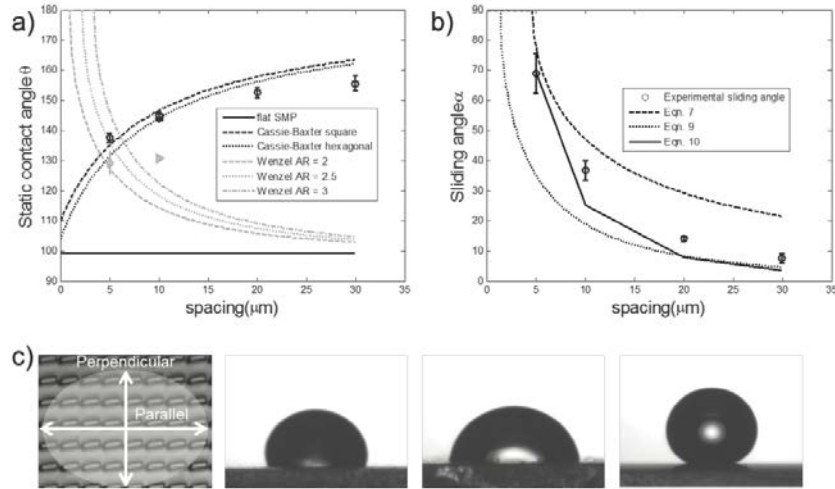 a)
180
170
160
150
140
130
120
110
100
90
Static contact angle θ
0 5 10 15 20 25 30 35
spacing(μm)
flat SMP
Cassie-Baxter square
Cassie-Baxter hexagonal
Wenzel AR = 2
Wenzel AR = 2.5
Wenzel AR = 3
b)
90
80
70
60
50
40
30
20
10
0
Sliding angle α
0 5 10 15 20 25 30 35
spacing(μm)
Experimental sliding angle
Eqn. 7
Eqn. 9
Eqn. 10
c)
Perpendicular
Parallel